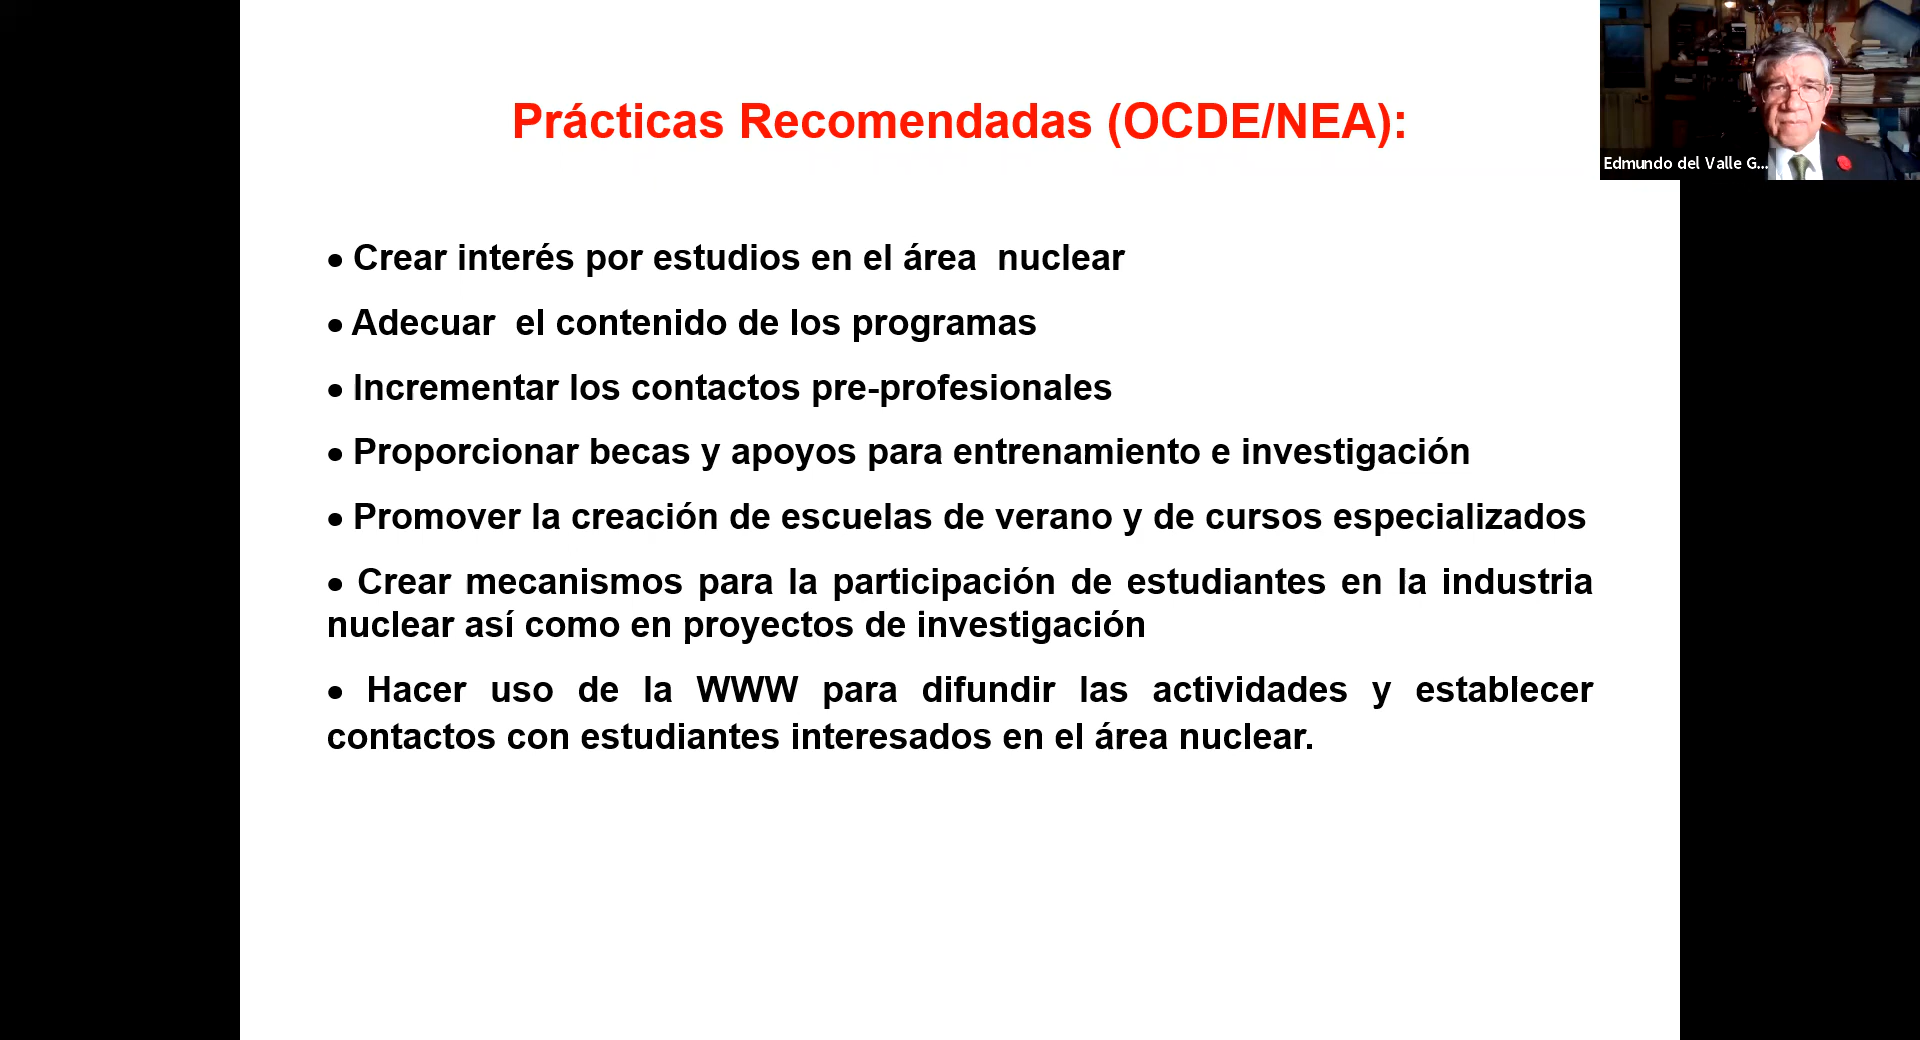 Prácticas Recomendadas (OCDE/NEA):
Edmundo del Valle G...
• Crear interés por estudios en el área  nuclear
• Adecuar  el contenido de los programas
• Incrementar los contactos pre-profesionales
• Proporcionar becas y apoyos para entrenamiento e investigación
• Promover la creación de escuelas de verano y de cursos especializados
• Crear mecanismos para la participación de estudiantes en la industria
nuclear así como en proyectos de investigación
• Hacer uso de la WWW para difundir las actividades y establecer
contactos con estudiantes interesados en el área nuclear.